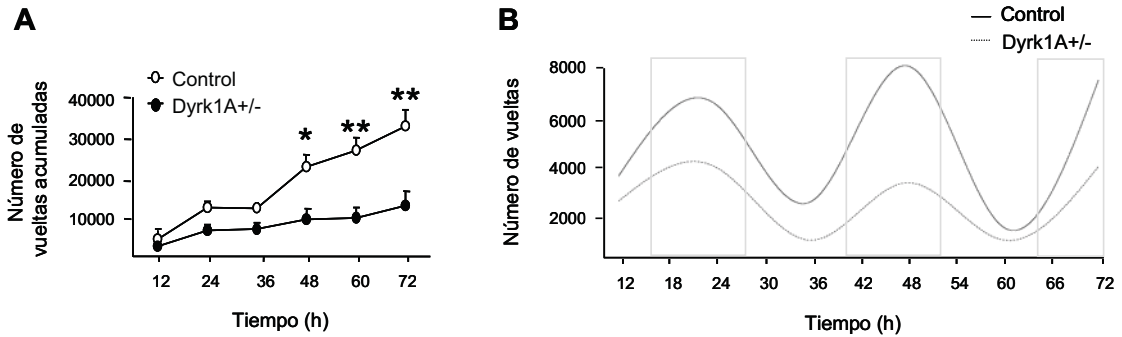 A
Control
Dyrk1A+/-
Número de
vueltas acumuladas
40000
30000
20000
10000
*
**
**
12 24 36 48 60 72
Tiempo (h)
B
Control
Dyrk1A+/-
Número de vueltas
8000
6000
4000
2000
12 18 24 30 36 42 48 54 60 66 72
Tiempo (h)